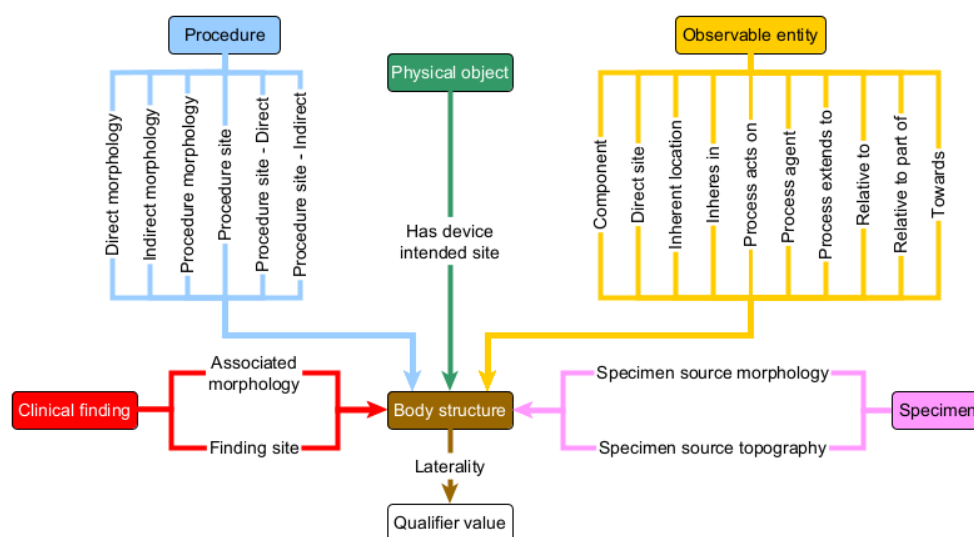 Procedure
Physical object
Observable entity
Direct morphology
Indirect morphology
Procedure morphology
Procedure site
Procedure site - Direct
Procedure site - Indirect
Has device
intended site
Component
Direct site
Inherent location
Inheres in
Process acts on
Process agent
Process extends to
Relative to
Relative to part of
Towards
Clinical finding
Associated
morphology
Finding site
Body structure
Specimen source morphology
Specimen source topography
Specimen
Laterality
Qualifier value